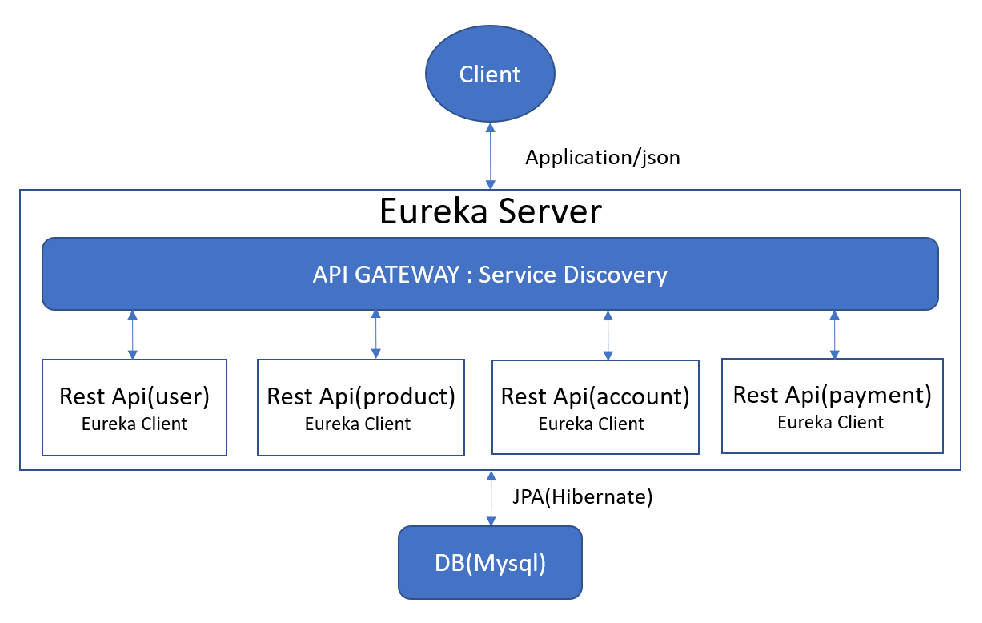 Client
Application/json
Eureka Server
API GATEWAY : Service Discovery
Rest Api(user)
Eureka Client
Rest Api(product)
Eureka Client
Rest Api(account)
Eureka Client
Rest Api(payment)
Eureka Client
JPA(Hibernate)
DB(Mysql)